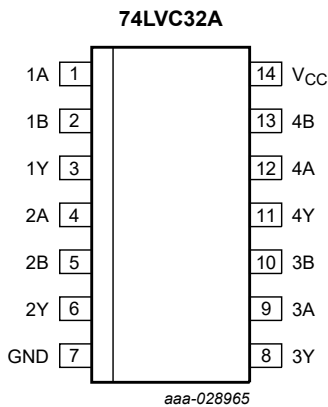 74LVC32A
1A 1 14 VCC
1B 2 13 4B
1Y 3 12 4A
2A 4 11 4Y
2B 5 10 3B
2Y 6 9 3A
GND 7 8 3Y
aaa-028965